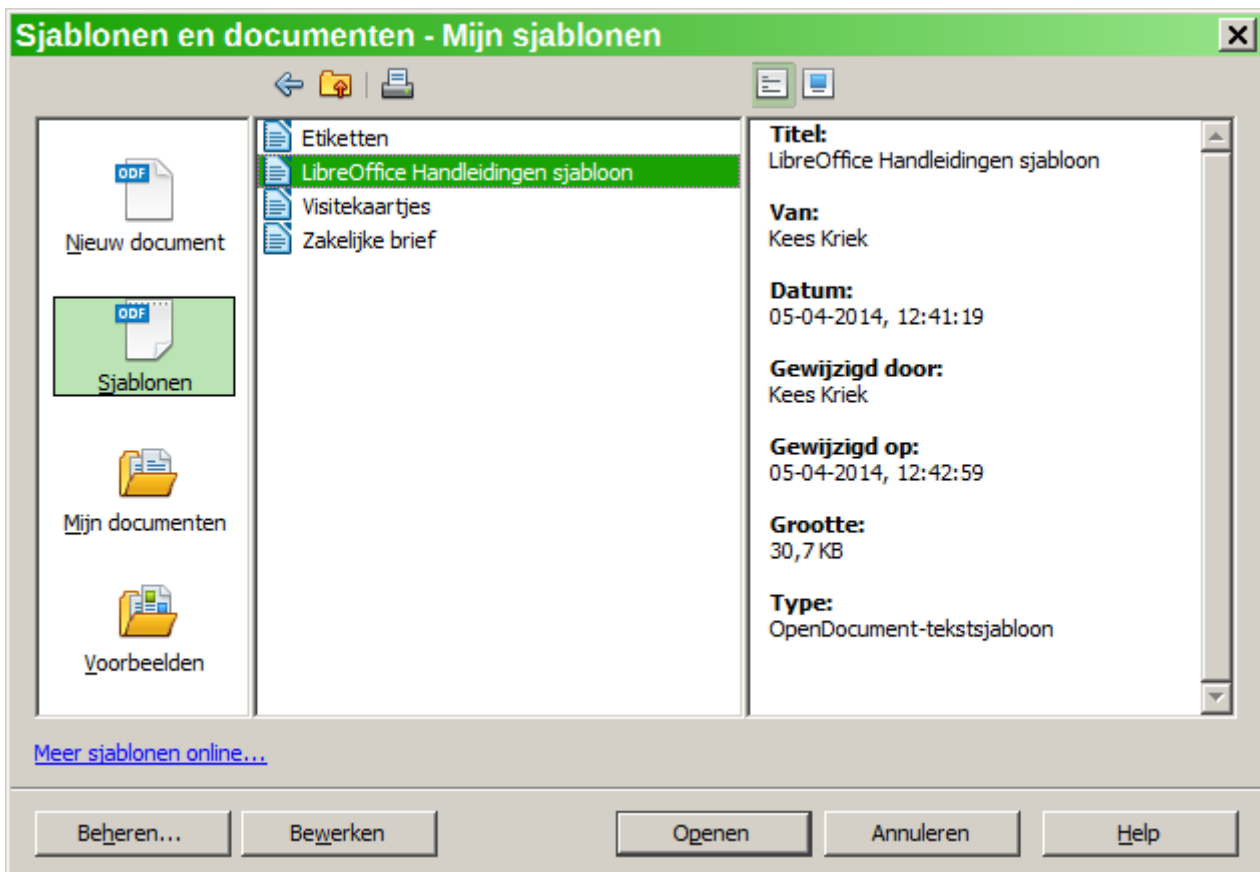 Sjablonen en documenten - Mijn sjablonen
ODF
Nieuw document
ODF
Sjablonen
Mijn documenten
Voorbeelden
Etiketten
LibreOffice Handleidingen sjabloon
Visitekaartjes
Zakelijke brief
Titel:
LibreOffice Handleidingen sjabloon
Van:
Kees Kriek
Datum:
05-04-2014, 12:41:19
Gewijzigd door:
Kees Kriek
Gewijzigd op:
05-04-2014, 12:42:59
Grootte:
30,7 KB
Type:
OpenDocument-tekstsjabloon
Meer sjablonen online...
Beheren...
Bewerken
Openen
Annuleren
Help